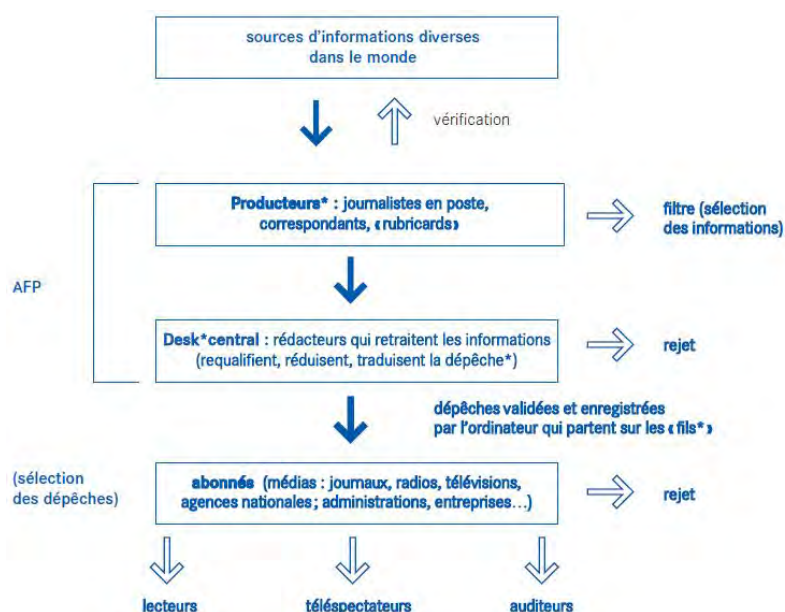 sources d'informations diverses
dans le monde
vérification
Producteurs* : journalistes en poste,
correspondants, « rubricards »
filtre (sélection
des informations)
AFP
Desk*central : rédacteurs qui retraitent les informations
(requalifient, réduisent, traduisent la dépêche*)
rejet
dépêches validées et enregistrées
par l'ordinateur qui partent sur les « fils* »
(sélection
des dépêches)
abonnés (médias : journaux, radios, télévisions,
agences nationales ; administrations, entreprises…)
rejet
lecteurs
téléspectateurs
auditeurs